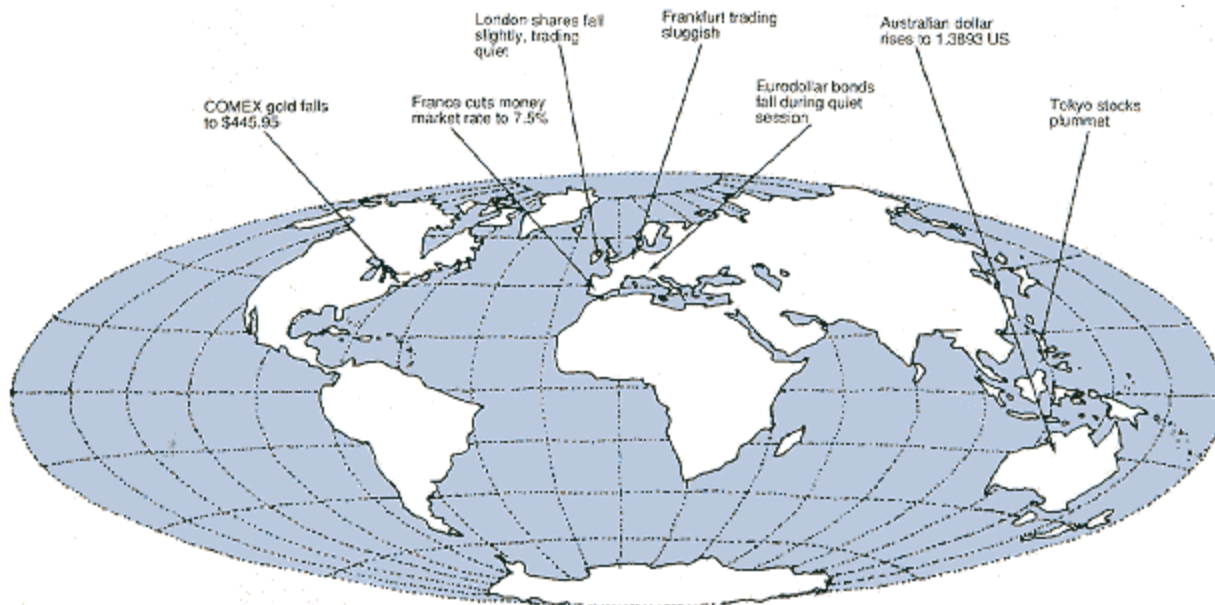 London shares fall
slightly, trading
quiet
Frankfurt trading
sluggish
Australian dollar
rises to 1.3893 US
COMEX gold falls
to $445.95
France cuts money
market rate to 7.5%
Eurodollar bonds
fall during quiet
session
Tokyo stocks
plummet